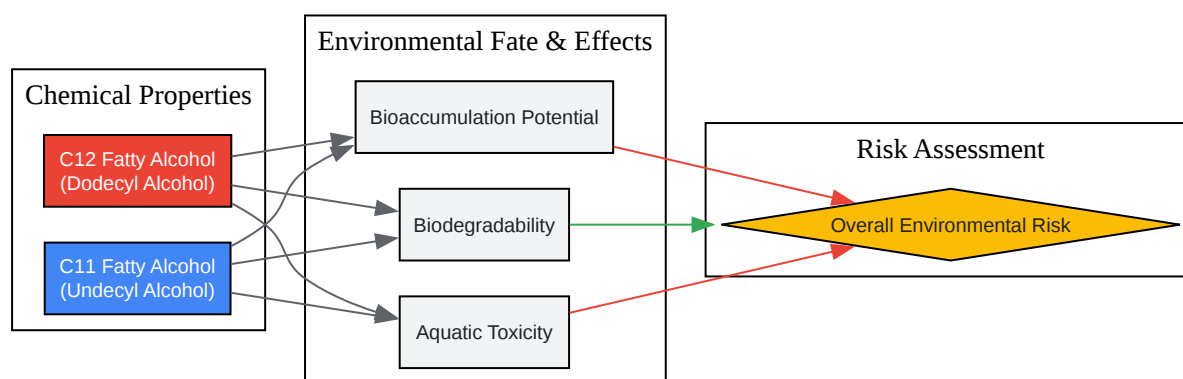 Chemical Properties
C12 Fatty Alcohol
(Dodecyl Alcohol)
C11 Fatty Alcohol
(Undecyl Alcohol)
Environmental Fate & Effects
Bioaccumulation Potential
Biodegradability
Aquatic Toxicity
Risk Assessment
Overall Environmental Risk